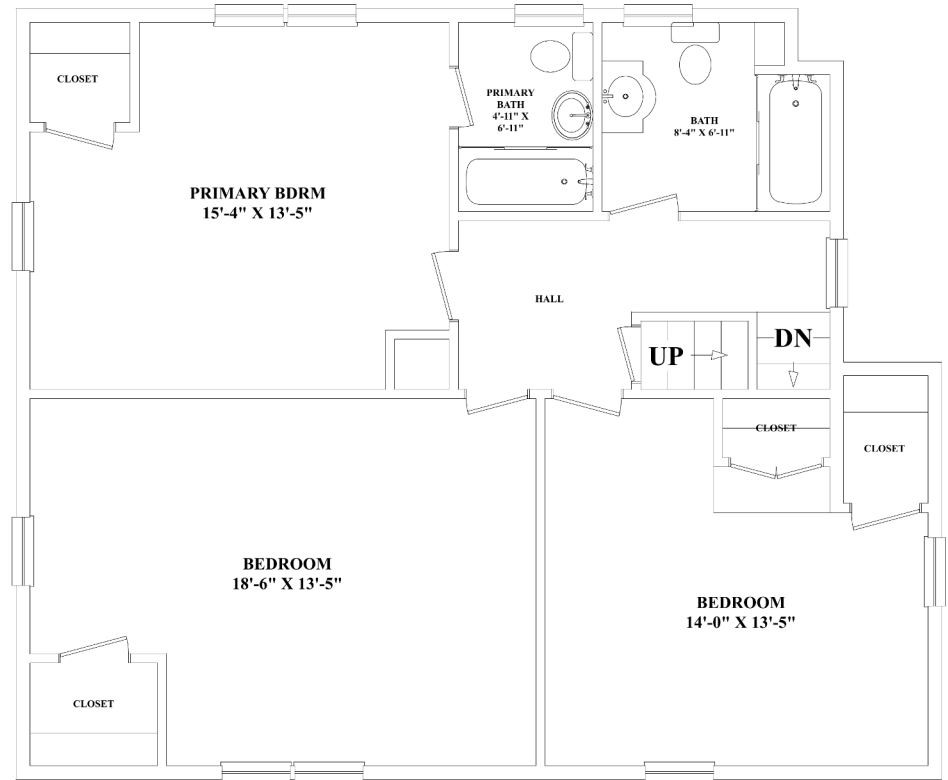 CLOSET
PRIMARY
BATH
4'-11" X
6'-11"
BATH
8'-4" X 6'-11"
PRIMARY BDRM
15'-4" X 13'-5"
HALL
UP
DN
CLOSET
CLOSET
BEDROOM
18'-6" X 13'-5"
BEDROOM
14'-0" X 13'-5"
CLOSET